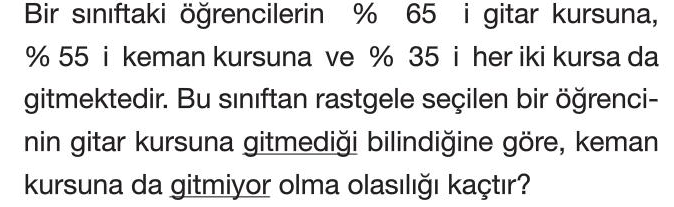 Bir sınıftaki öğrencilerin % 65 i gitar kursuna,
% 55 i keman kursuna ve % 35 i her iki kursa da
gitmektedir. Bu sınıftan rastgele seçilen bir öğrenci-
nin gitar kursuna gitmediği bilindiğine göre, keman
kursuna da gitmiyor olma olasılığı kaçtır?